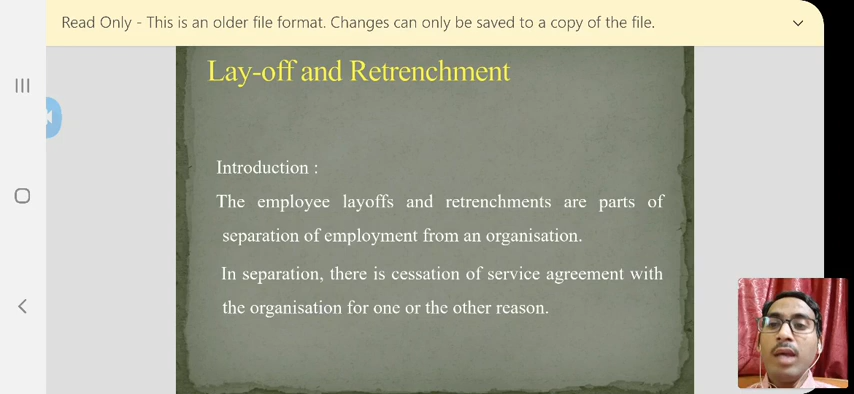 Read Only - This is an older file format. Changes can only be saved to a copy of the file.
Lay-off and Retrenchment
Introduction :
The employee layoffs and retrenchments are parts of
separation of employment from an organisation.
In separation, there is cessation of service agreement with
the organisation for one or the other reason.